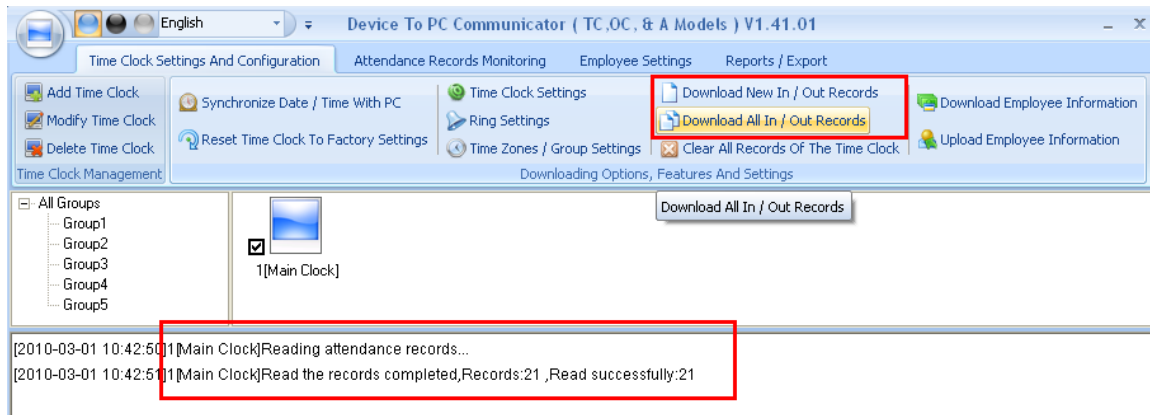 English
Device To PC Communicator ( TC,OC, & A Models ) V1.41.01
Time Clock Settings And Configuration
Attendance Records Monitoring
Employee Settings
Reports / Export
Add Time Clock
Modify Time Clock
Delete Time Clock
Time Clock Management
Synchronize Date / Time With PC
Reset Time Clock To Factory Settings
Time Clock Settings
Ring Settings
Time Zones / Group Settings
Download New In / Out Records
Download All In / Out Records
Clear All Records Of The Time Clock
Download Employee Information
Upload Employee Information
Downloading Options, Features And Settings
Download All In / Out Records
All Groups
Group1
Group2
Group3
Group4
Group5
1[Main Clock]
[2010-03-01 10:42:50]1[Main Clock]Reading attendance records...
[2010-03-01 10:42:51]1[Main Clock]Read the records completed,Records:21 ,Read successfully:21